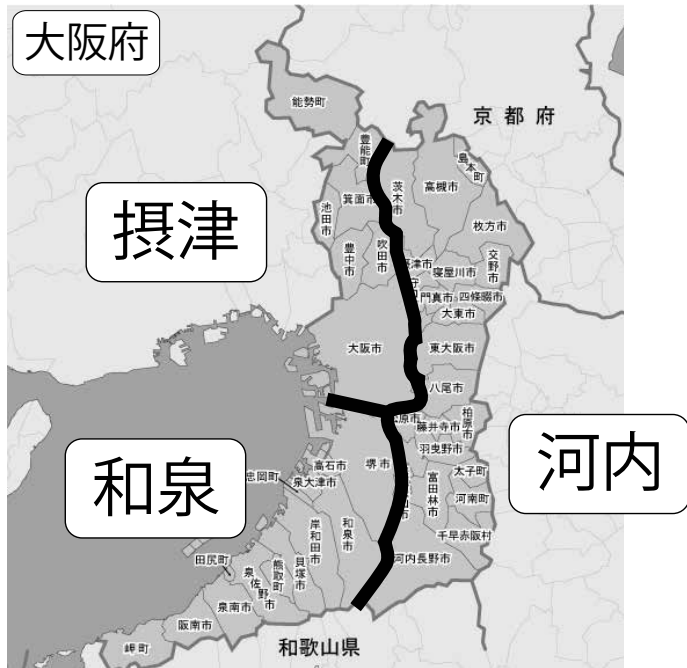 大阪府
能勢町
京都府
豊能町
島本町
茨木市
高槻市
箕面市
池田市
摂津
枚方市
吹田市
豊中市
交野市
摂津市
寝屋川市
門真市
四條畷市
大東市
大阪市
東大阪市
八尾市
柏原市
藤井寺市
河内
羽曳野市
和泉
高石市
堺市
太子町
忠岡町
泉大津市
富田林市
河南町
和泉市
岸和田市
千早赤阪村
貝塚市
河内長野市
田尻町
熊取町
泉佐野市
泉南市
阪南市
岬町
和歌山県